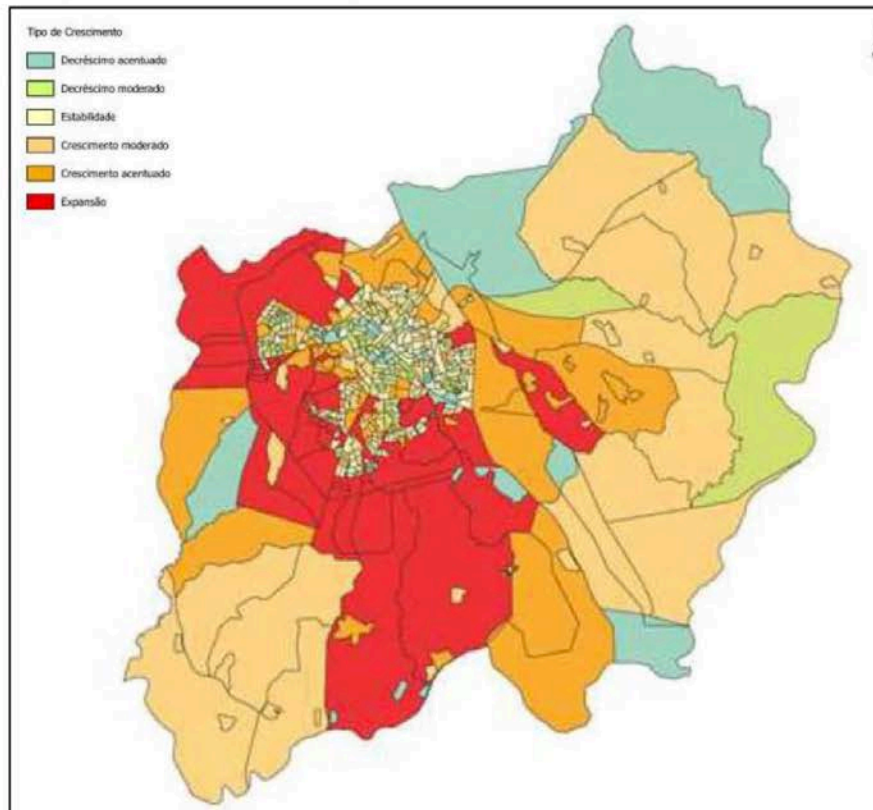 Tipo de Crescimento
Decréscimo acentuado
Decréscimo moderado
Estabilidade
Crescimento moderado
Crescimento acentuado
Expansão